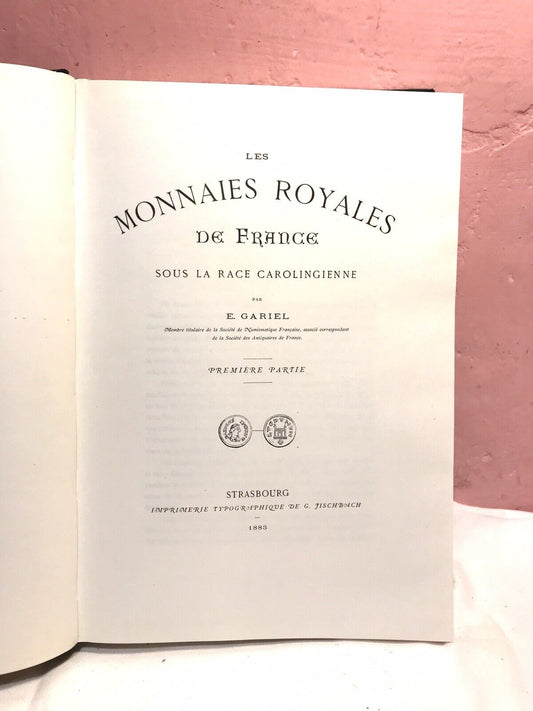 LES
MONNAIES ROYALES
DE FRANCE
SOUS LA RACE CAROLINGIENNE
PAR
E. GARIEL
Membre titulaire de la Société de Numismatique Française, associé correspondant
de la Société des Antiquaires de France.
PREMIÈRE PARTIE
STRASBOURG
IMPRIMERIE TYPOGRAPHIQUE DE G. FISCHBACH
1883